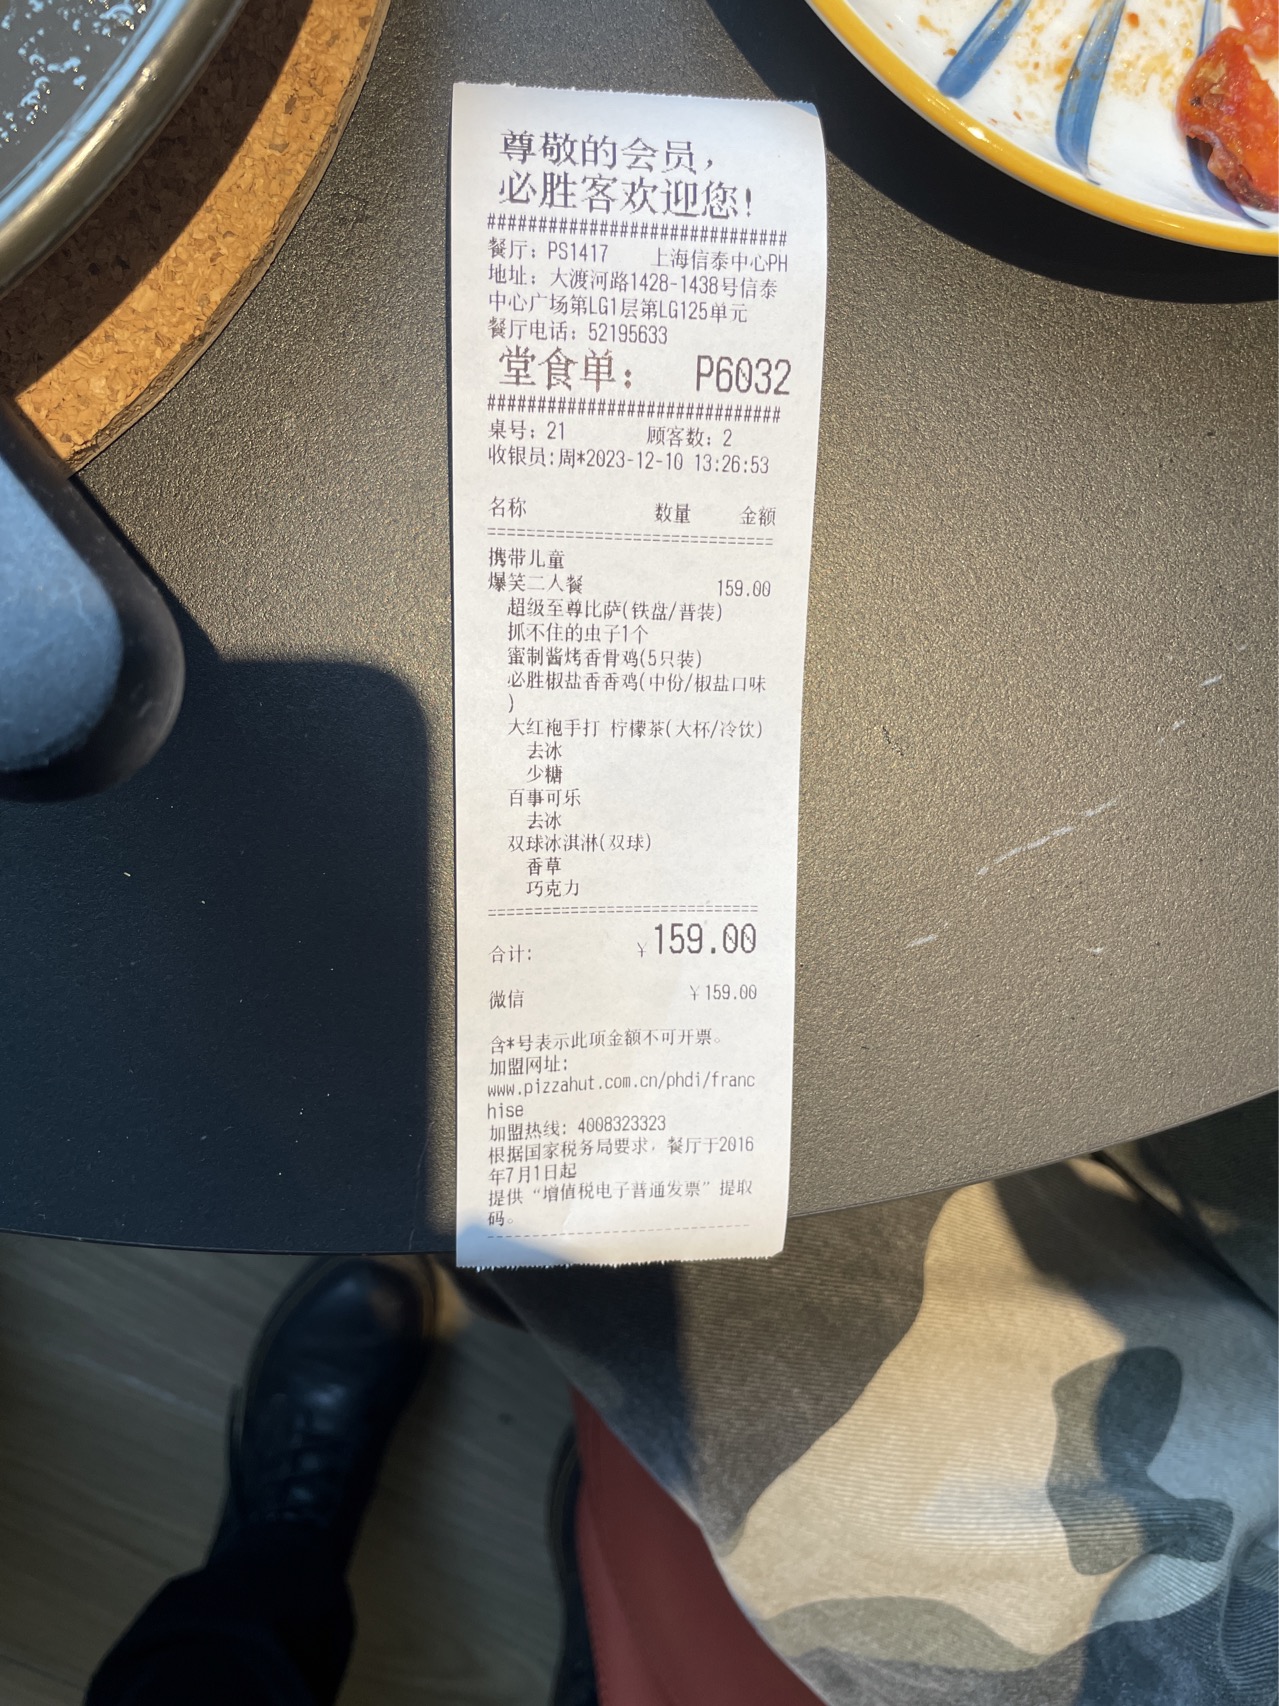 尊敬的会员，
必胜客欢迎您!
#############################
餐厅: PS1417 上海信泰中心PH
地址: 大渡河路1428-1438号信泰
中心广场第LG1层第LG125单元
餐厅电话: 52195633
堂食单: P6032
############################
桌号: 21 顾客数: 2
收银员:周*2023-12-10 13:26:53
名称 数量 金额
=============================
携带儿童
爆笑二人餐 159.00
超级至尊比萨(铁盘/普装)
抓不住的虫子1个
蜜制酱烤香骨鸡(5只装)
必胜椒盐香香鸡(中份/椒盐口味
)
大红袍手打 柠檬茶(大杯/冷饮)
去冰
少糖
百事可乐
去冰
双球冰淇淋(双球)
香草
巧克力
=============================
合计: ￥159.00
微信 ￥159.00
含*号表示此项金额不可开票。
加盟网址:
www.pizzahut.com.cn/phdi/franc
hise
加盟热线: 4008323323
根据国家税务局要求，餐厅于2016
年7月1日起
提供“增值税电子普通发票”提取
码。
------------------------------